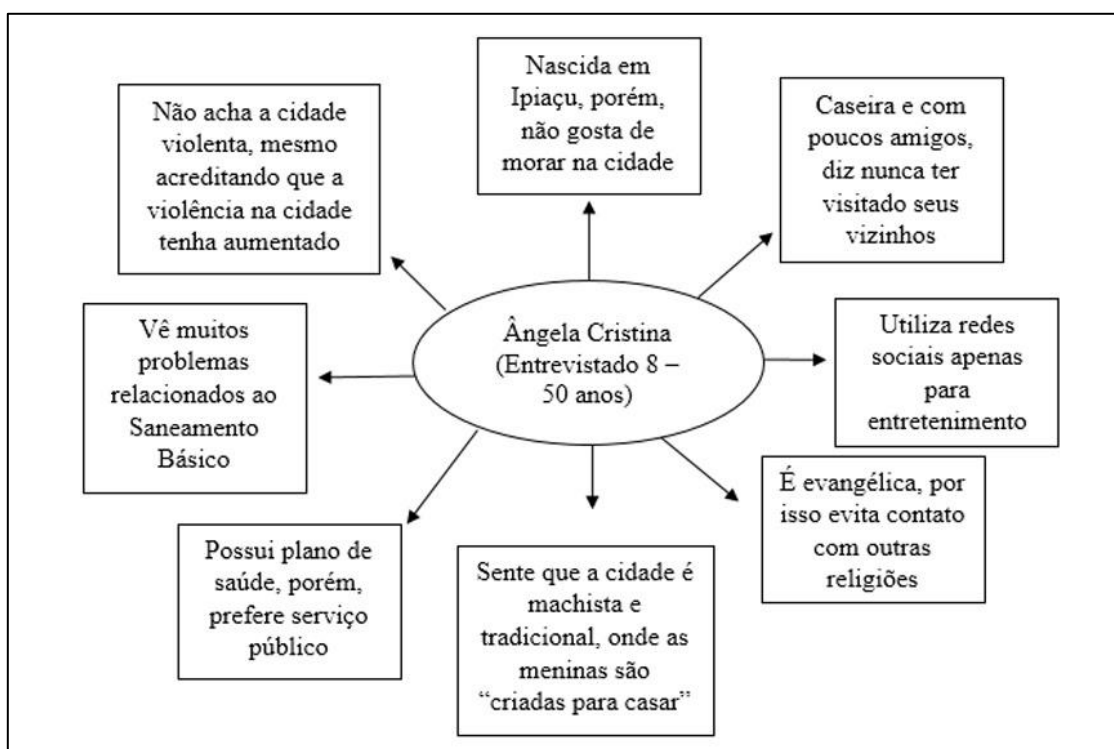 Nascida em
Ipiaçu, porém,
não gosta de
morar na cidade
Não acha a cidade
violenta, mesmo
acreditando que a
violência na cidade
tenha aumentado
Caseira e com
poucos amigos,
diz nunca ter
visitado seus
vizinhos
Ângela Cristina
(Entrevistado 8 –
50 anos)
Vê muitos
problemas
relacionados ao
Saneamento
Básico
Utiliza redes
sociais apenas
para
entretenimento
É evangélica, por
isso evita contato
com outras
religiões
Possui plano de
saúde, porém,
prefere serviço
público
Sente que a cidade é
machista e
tradicional, onde as
meninas são
“criadas para casar”